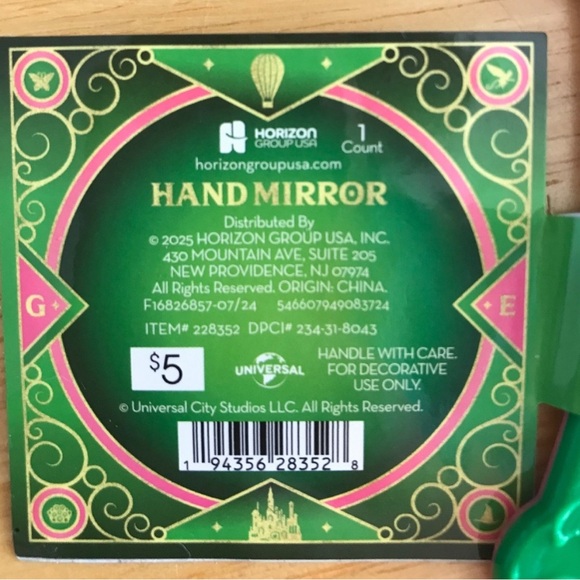 HORIZON
GROUP USA
1
Count
horizongroupusa.com
HAND MIRROR
Distributed By
© 2025 HORIZON GROUP USA, INC.
430 MOUNTAIN AVE, SUITE 205
NEW PROVIDENCE, NJ 07974
All Rights Reserved. ORIGIN: CHINA.
F16826857-07/24 546607949083724
G
E
ITEM# 228352 DPCI# 234-31-8043
$5
UNIVERSAL
HANDLE WITH CARE.
FOR DECORATIVE
USE ONLY.
© Universal City Studios LLC. All Rights Reserved.
1 94356 28352 8